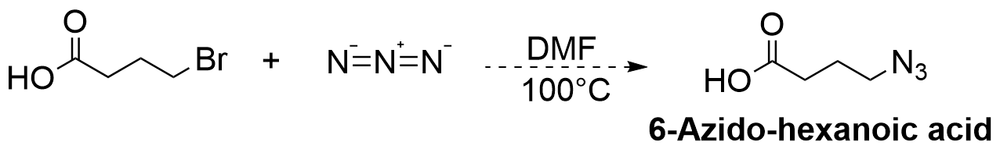 O
HO
Br
+
N⁻=N⁺=N⁻
DMF
100°C
O
HO
N₃
6-Azido-hexanoic acid